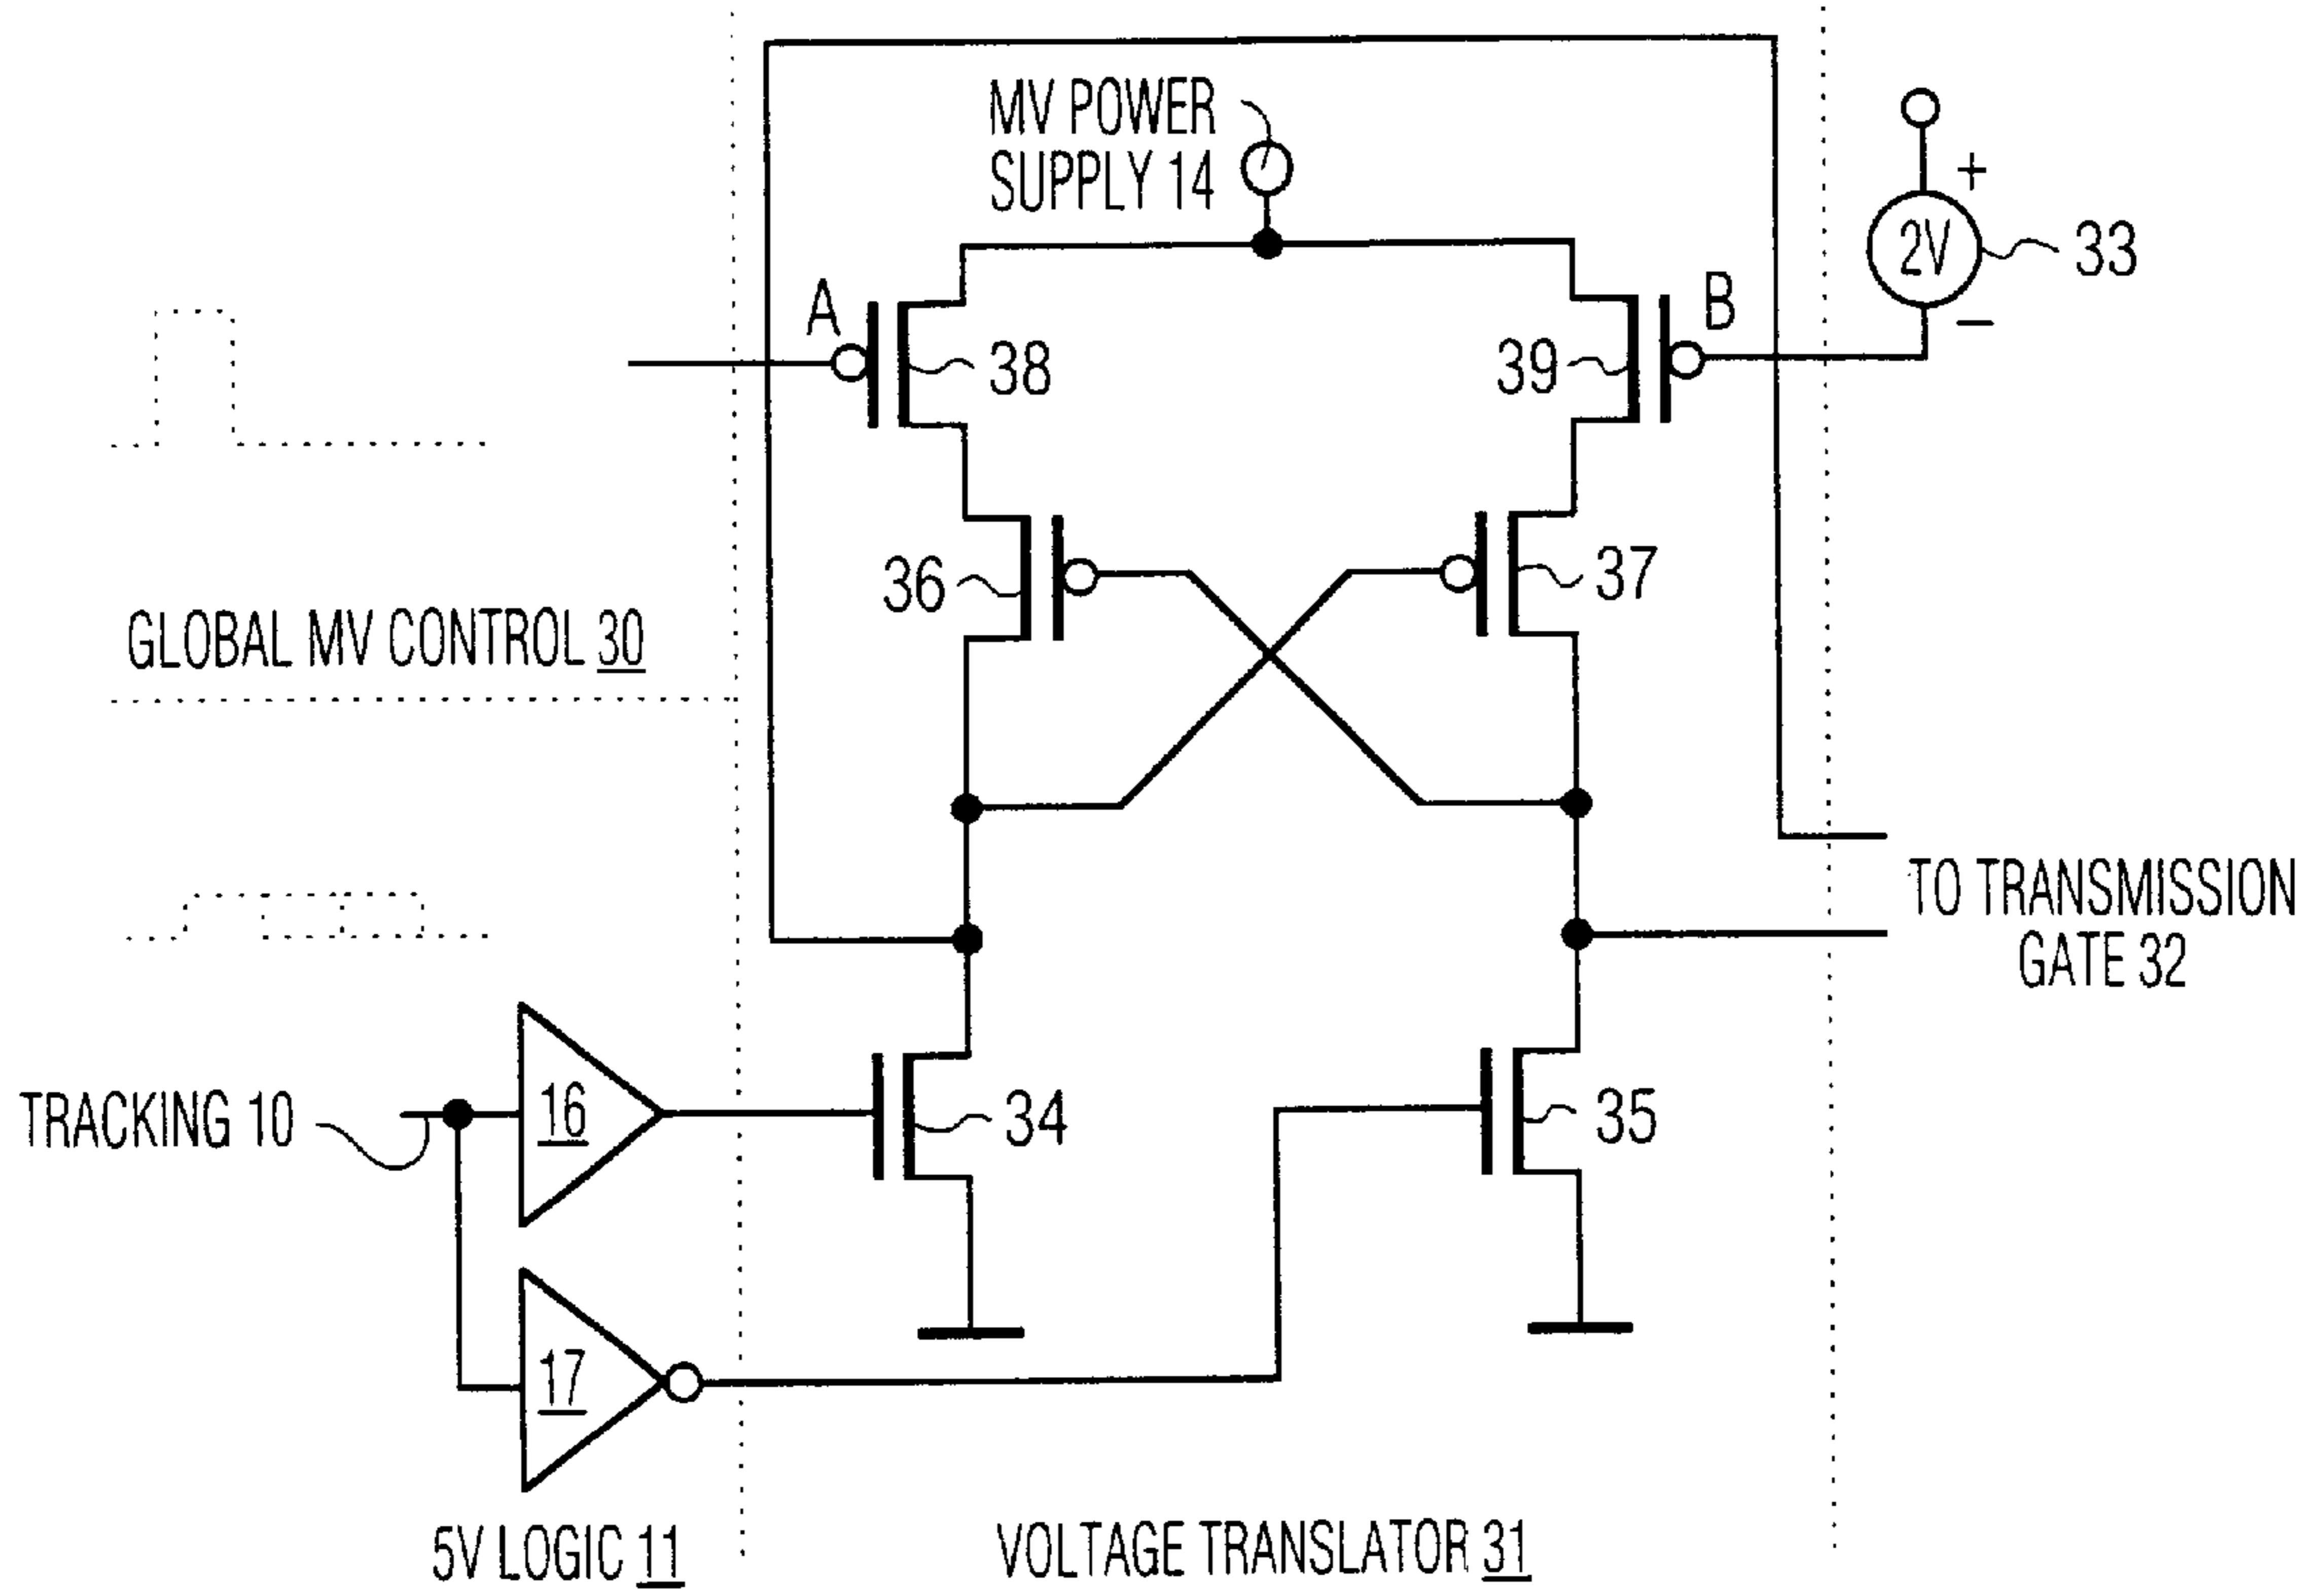 MV POWER
SUPPLY 14
+
2V
33
−
A
B
38
39
36
37
GLOBAL MV CONTROL 30
TO TRANSMISSION
GATE 32
TRACKING 10
16
34
35
17
5V LOGIC 11
VOLTAGE TRANSLATOR 31